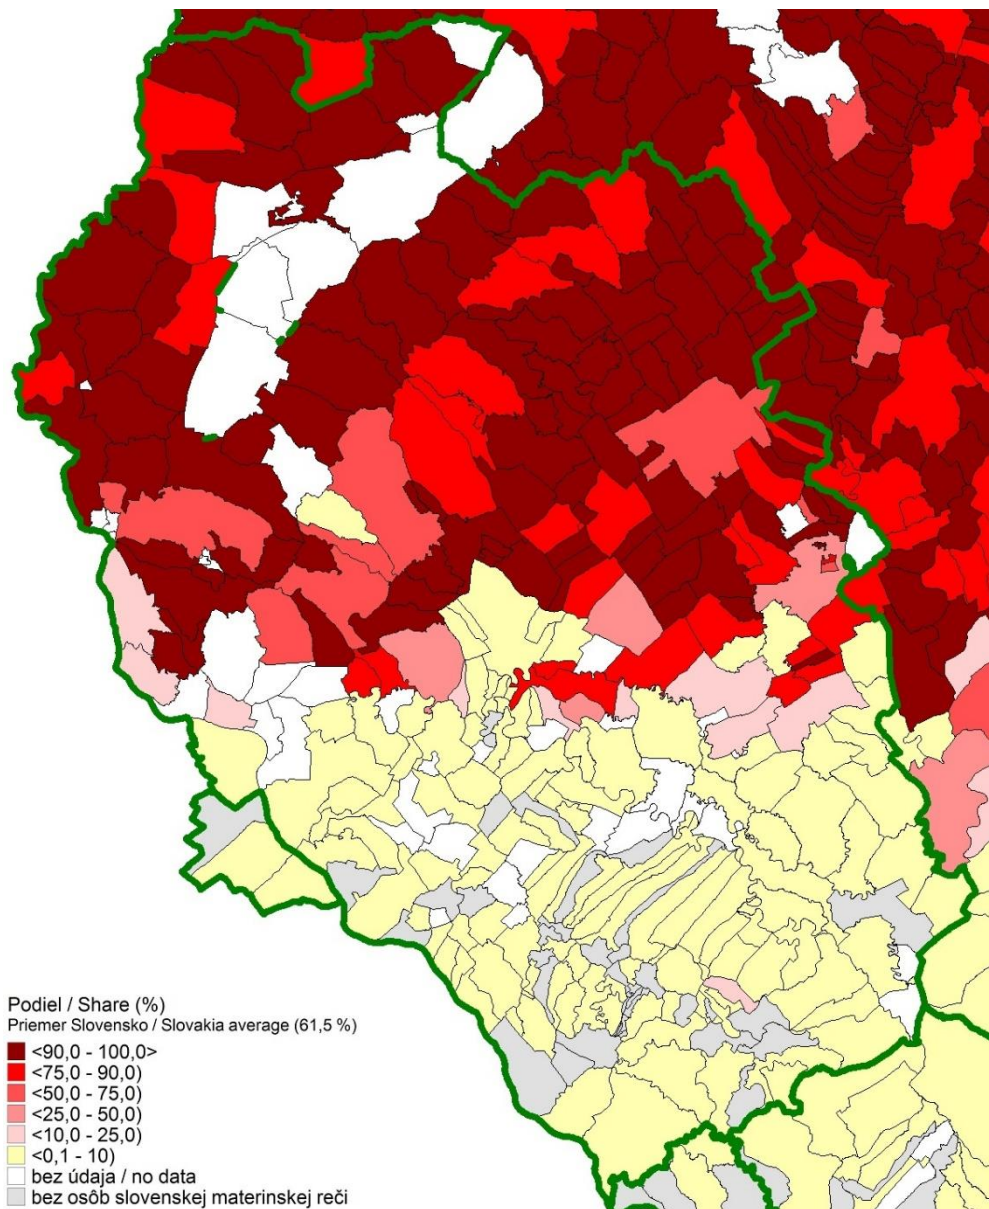 Podiel / Share (%)
Priemer Slovensko / Slovakia average (61,5 %)
<90,0 - 100,0>
<75,0 - 90,0)
<50,0 - 75,0)
<25,0 - 50,0)
<10,0 - 25,0)
<0,1 - 10)
bez údaja / no data
bez osôb slovenskej materinskej reči